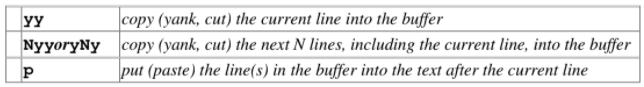 yy copy (yank, cut) the current line into the buffer
NyyoryNy copy (yank, cut) the next N lines, including the current line, into the buffer
p put (paste) the line(s) in the buffer into the text after the current line